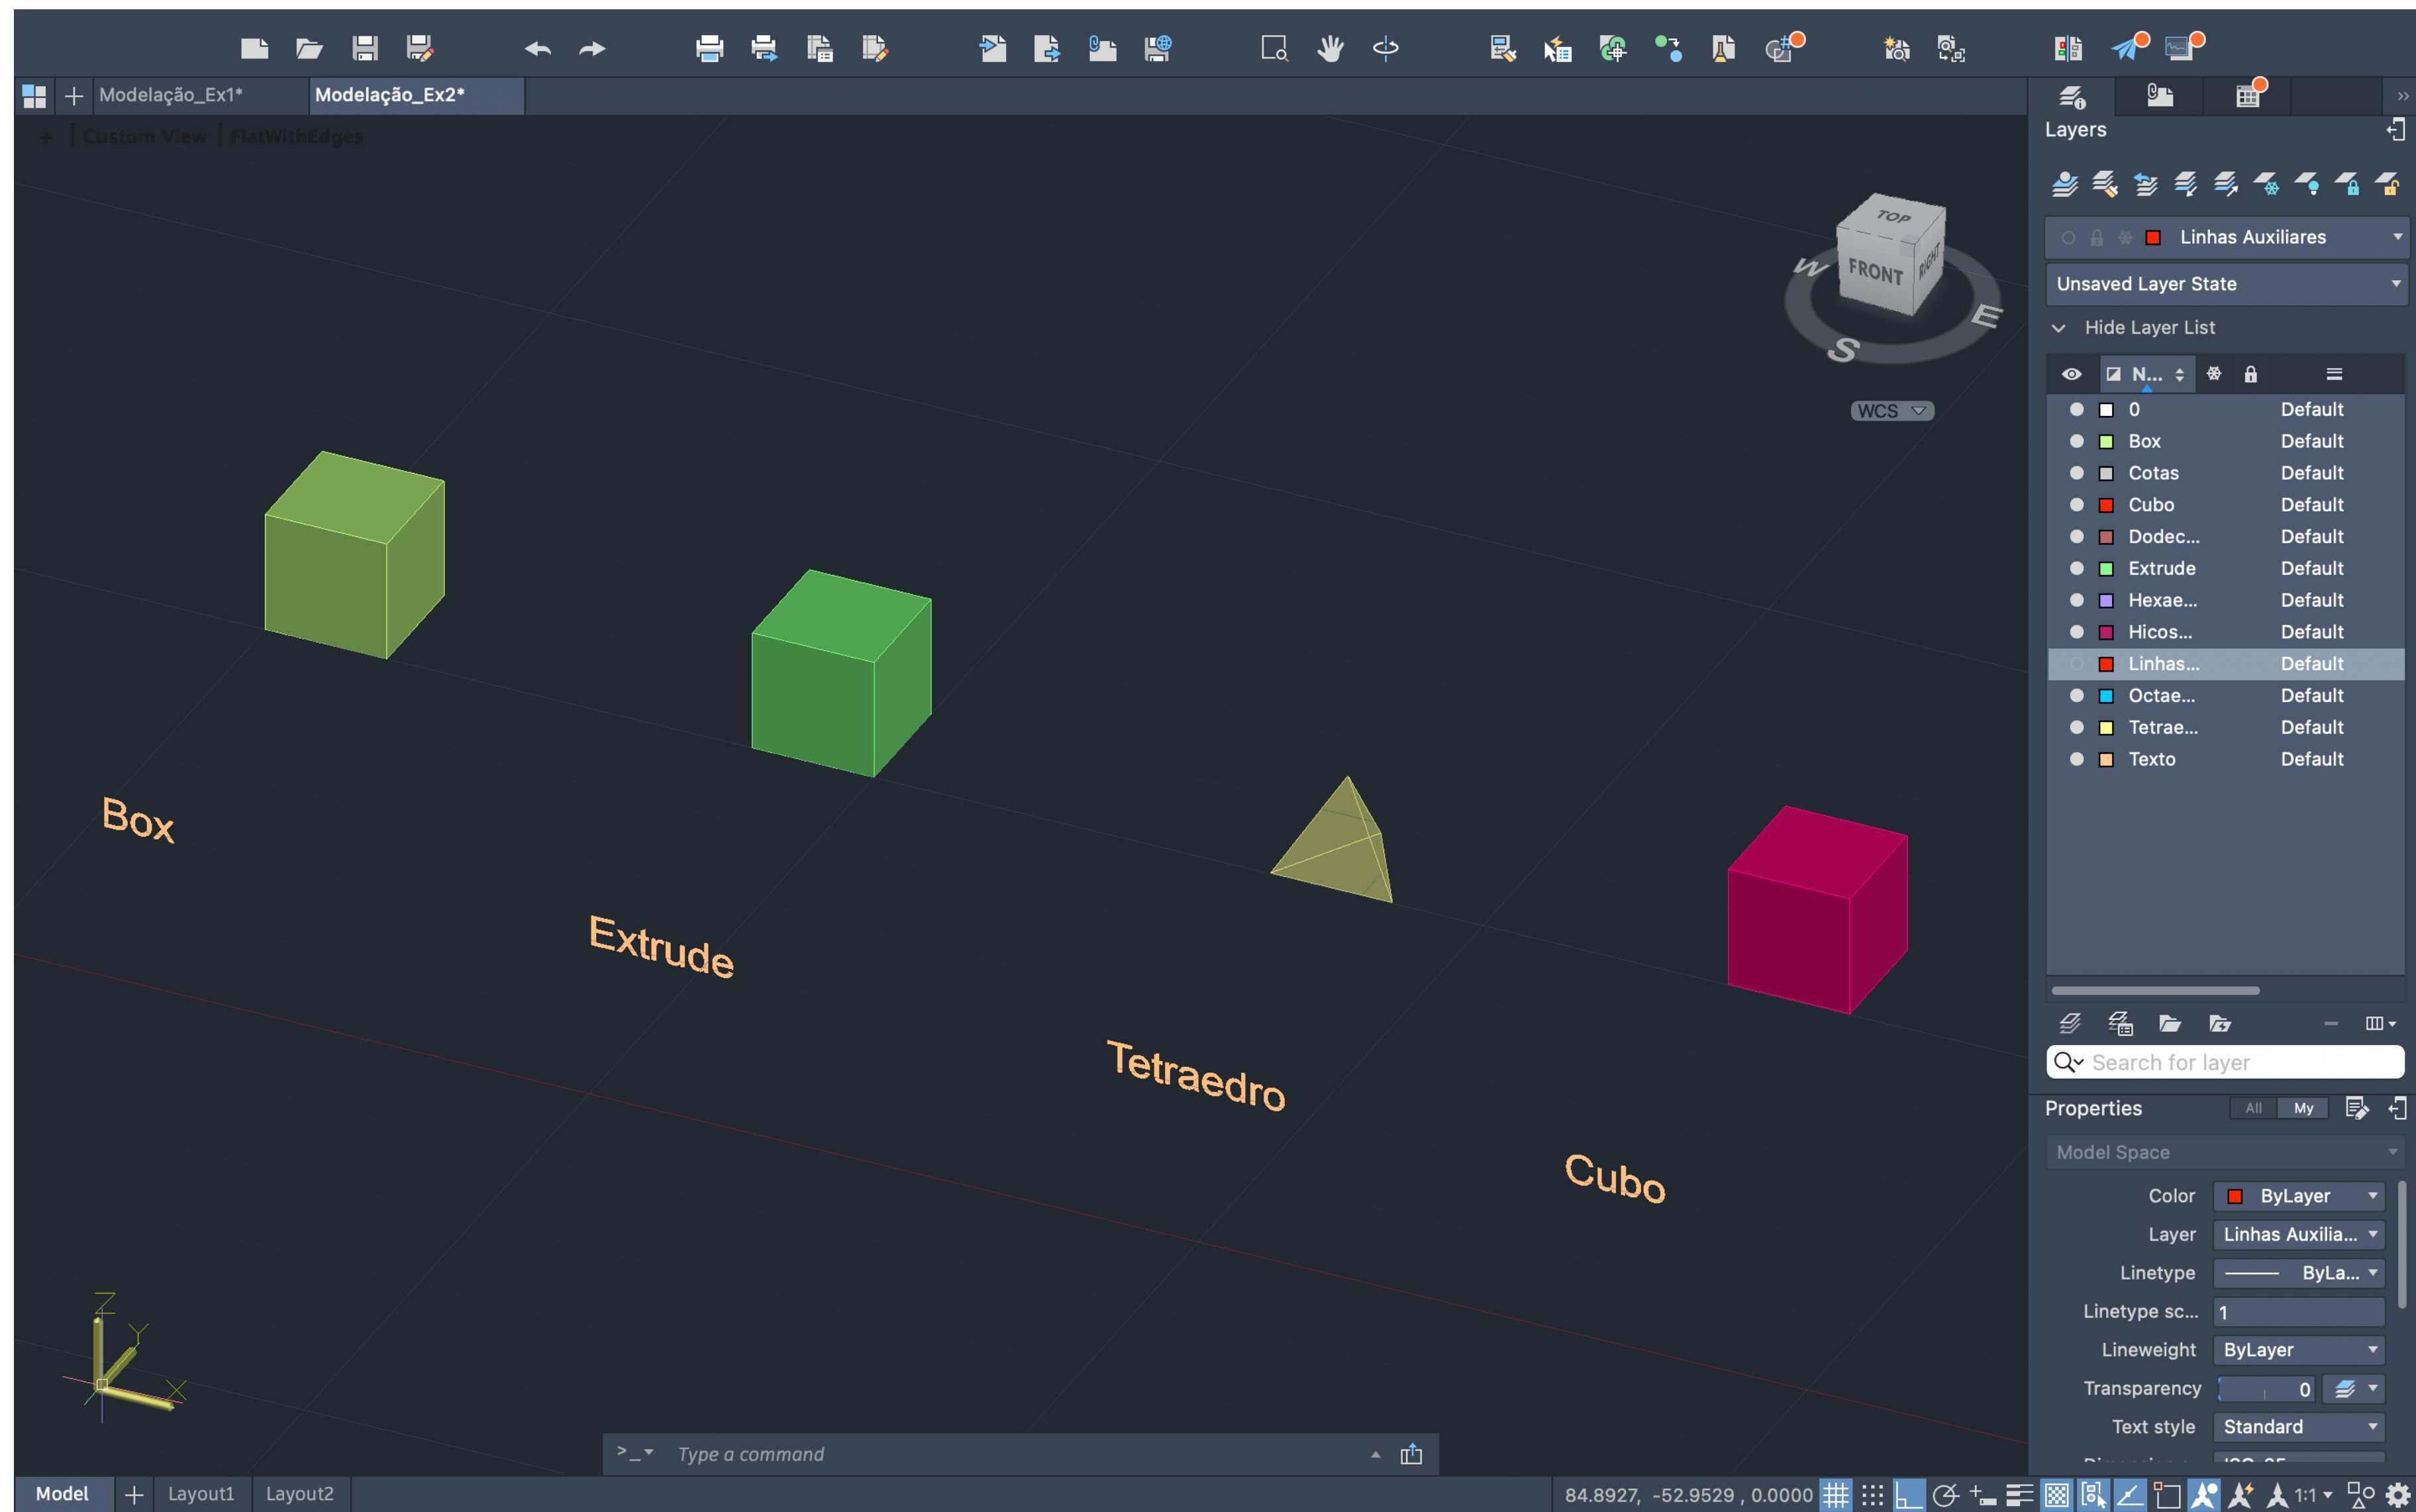 Modelação_Ex1*
Modelação_Ex2*
+ | Custom View | FlatWithEdges
TOP
FRONT
RIGHT
W
S
E
WCS
Box
Extrude
Tetraedro
Cubo
Z
Y
X
>_ Type a command
Model
Layout1
Layout2
84.8927, -52.9529 , 0.0000
1:1
Layers
Linhas Auxiliares
Unsaved Layer State
Hide Layer List
N...
0 Default
Box Default
Cotas Default
Cubo Default
Dodec... Default
Extrude Default
Hexae... Default
Hicos... Default
Linhas... Default
Octae... Default
Tetrae... Default
Texto Default
Search for layer
Properties All My
Model Space
Color ByLayer
Layer Linhas Auxilia...
Linetype ByLa...
Linetype sc... 1
Lineweight ByLayer
Transparency 0
Text style Standard